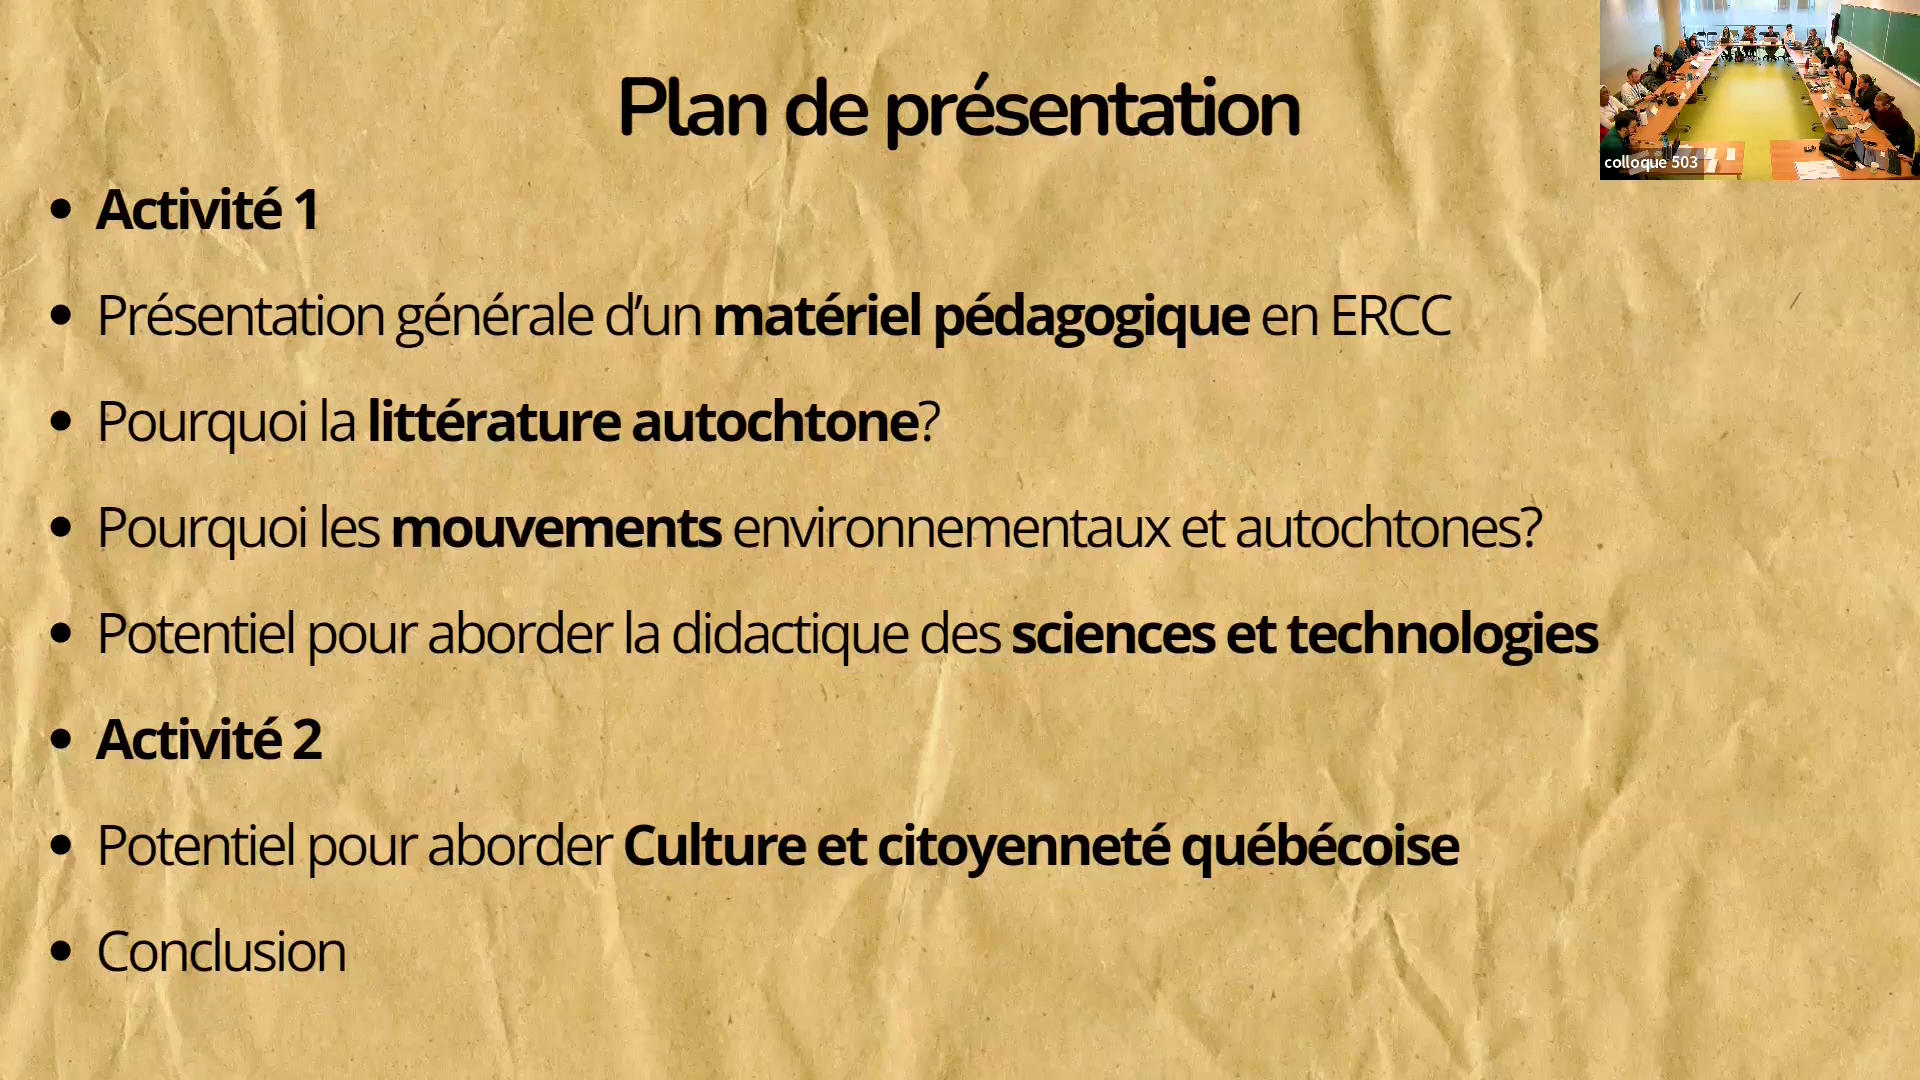 Plan de présentation
colloque 503
Activité 1
Présentation générale d'un matériel pédagogique en ERCC
Pourquoi la littérature autochtone?
Pourquoi les mouvements environnementaux et autochtones?
Potentiel pour aborder la didactique des sciences et technologies
Activité 2
Potentiel pour aborder Culture et citoyenneté québécoise
Conclusion